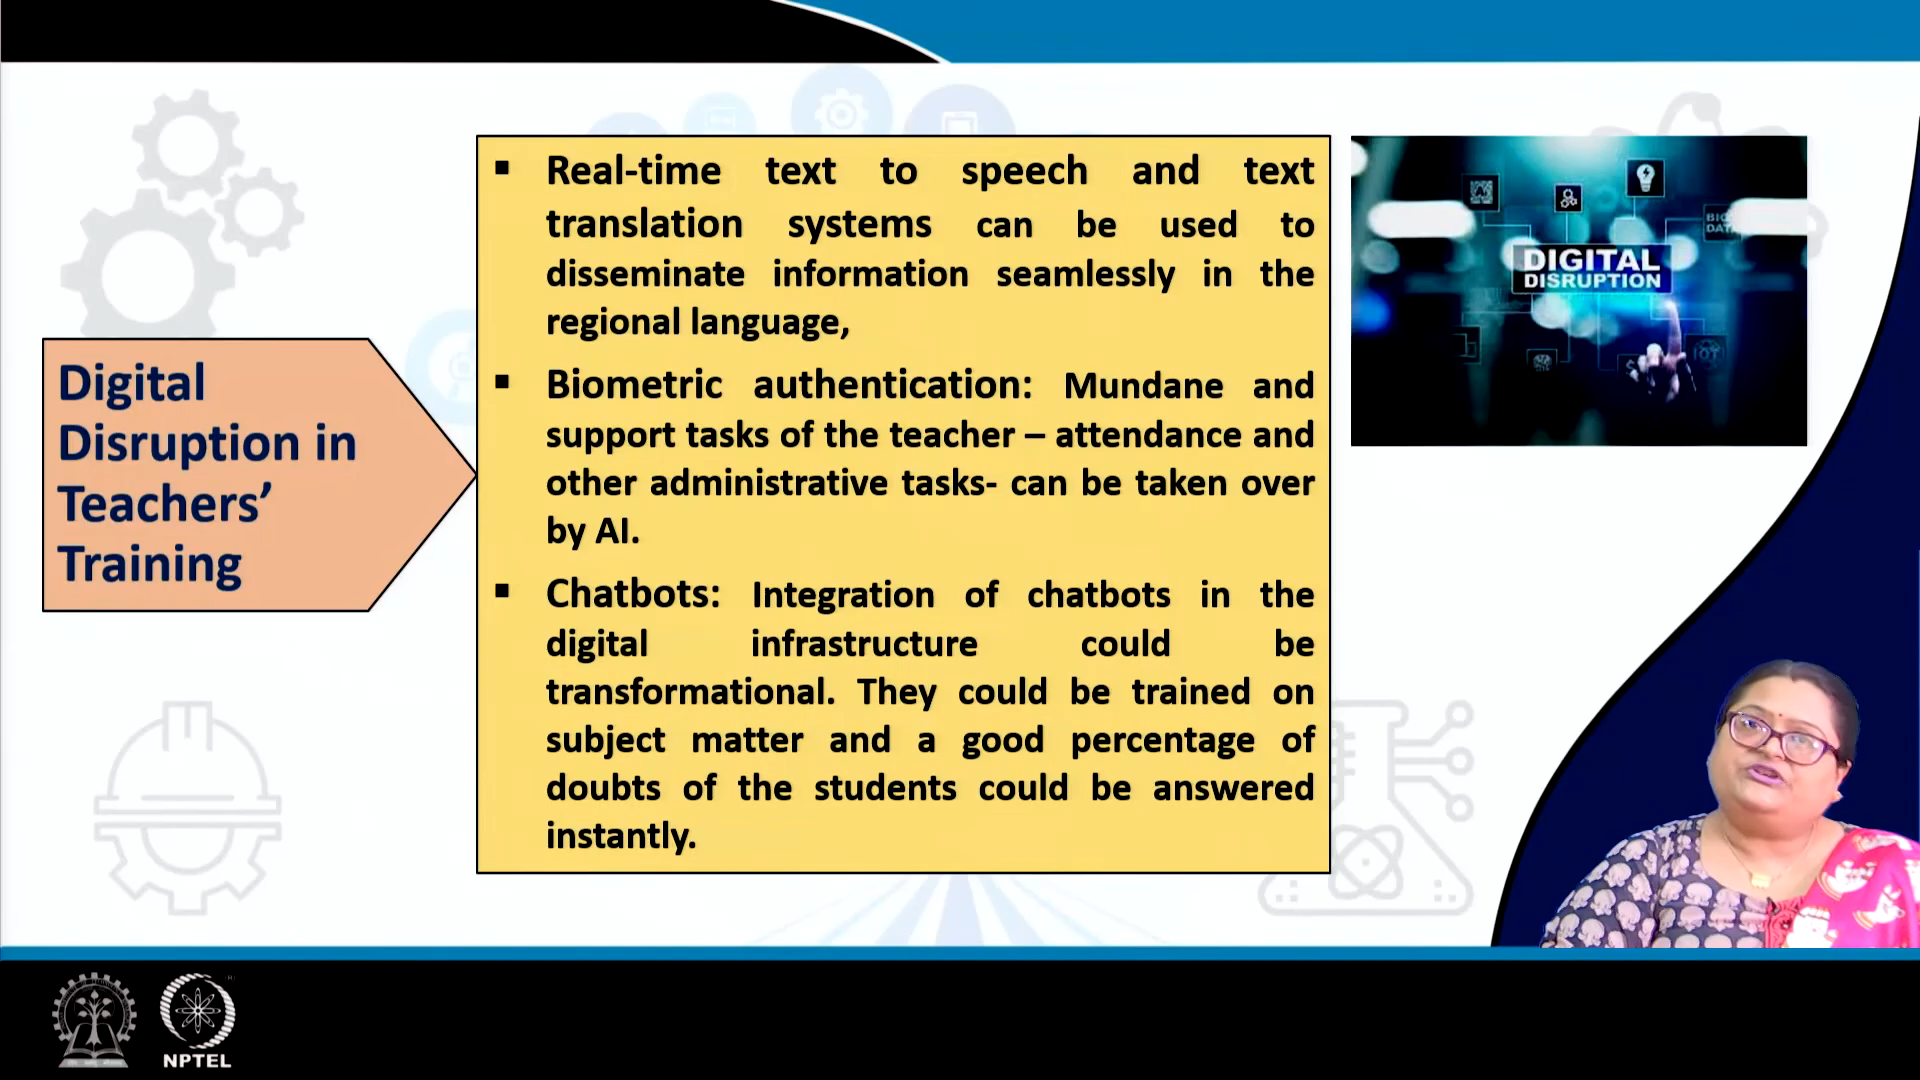 Digital
Disruption in
Teachers’
Training
▪ Real-time text to speech and text
translation systems can be used to
disseminate information seamlessly in the
regional language,
▪ Biometric authentication: Mundane and
support tasks of the teacher – attendance and
other administrative tasks- can be taken over
by AI.
▪ Chatbots: Integration of chatbots in the
digital infrastructure could be
transformational. They could be trained on
subject matter and a good percentage of
doubts of the students could be answered
instantly.
AI
BIG
DATA
DIGITAL
DISRUPTION
IOT
NPTEL